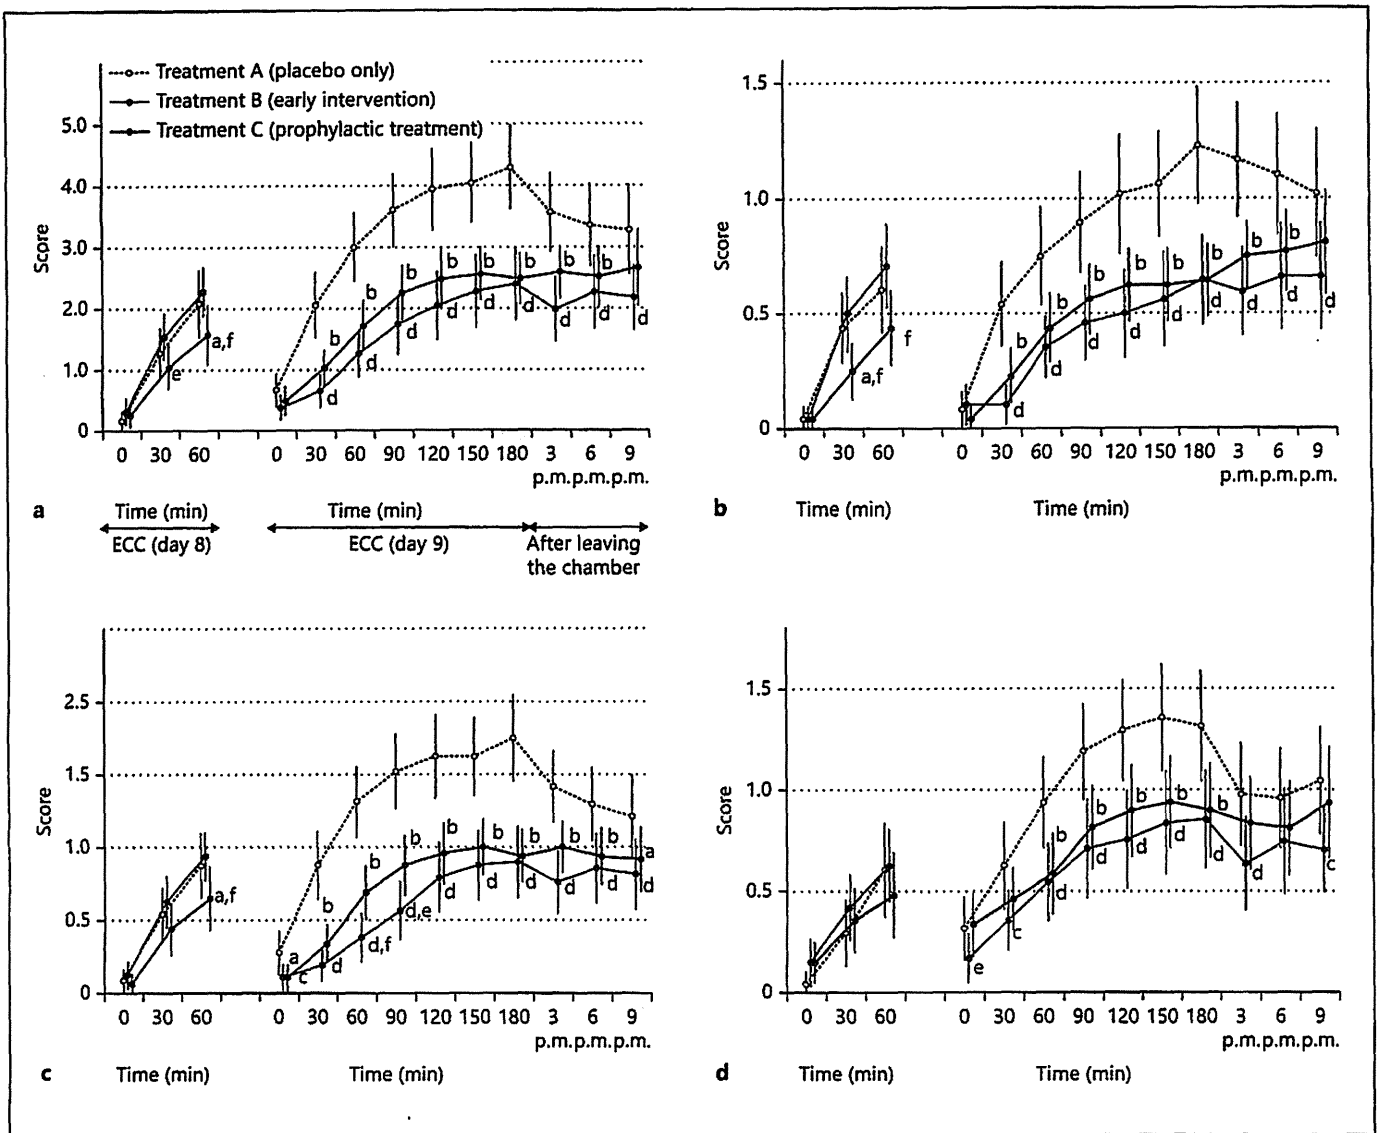 Treatment A (placebo only)
Treatment B (early intervention)
Treatment C (prophylactic treatment)
5.0
4.0
3.0
2.0
1.0
0
Score
a,f
e
b b b b b b b b
d d d d d d d d d
0 30 60 0 30 60 90 120 150 180 3 6 9
p.m.p.m.p.m.
a Time (min) Time (min)
ECC (day 8) ECC (day 9) After leaving
the chamber
1.5
1.0
0.5
0
Score
f
a,f
b b b b b b b b
d d d d d d d d d
0 30 60 0 30 60 90 120 150 180 3 6 9
p.m.p.m.p.m.
b Time (min) Time (min)
2.5
1.5
1.0
0.5
0
Score
a,f
a b b b b b b b b a
c d d,f d,e d d d d d d
0 30 60 0 30 60 90 120 150 180 3 6 9
p.m.p.m.p.m.
c Time (min) Time (min)
1.5
1.0
0.5
0
Score
b b b b b
e c d d d d d d c
0 30 60 0 30 60 90 120 150 180 3 6 9
p.m.p.m.p.m.
d Time (min) Time (min)